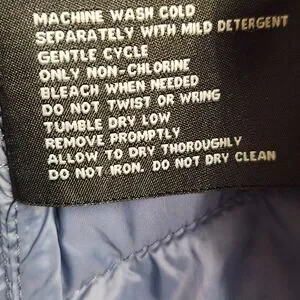 MACHINE WASH COLD
SEPARATELY WITH MILD DETERGENT
GENTLE CYCLE
ONLY NON-CHLORINE
BLEACH WHEN NEEDED
DO NOT TWIST OR WRING
TUMBLE DRY LOW
REMOVE PROMPTLY
ALLOW TO DRY THOROUGHLY
DO NOT IRON. DO NOT DRY CLEAN